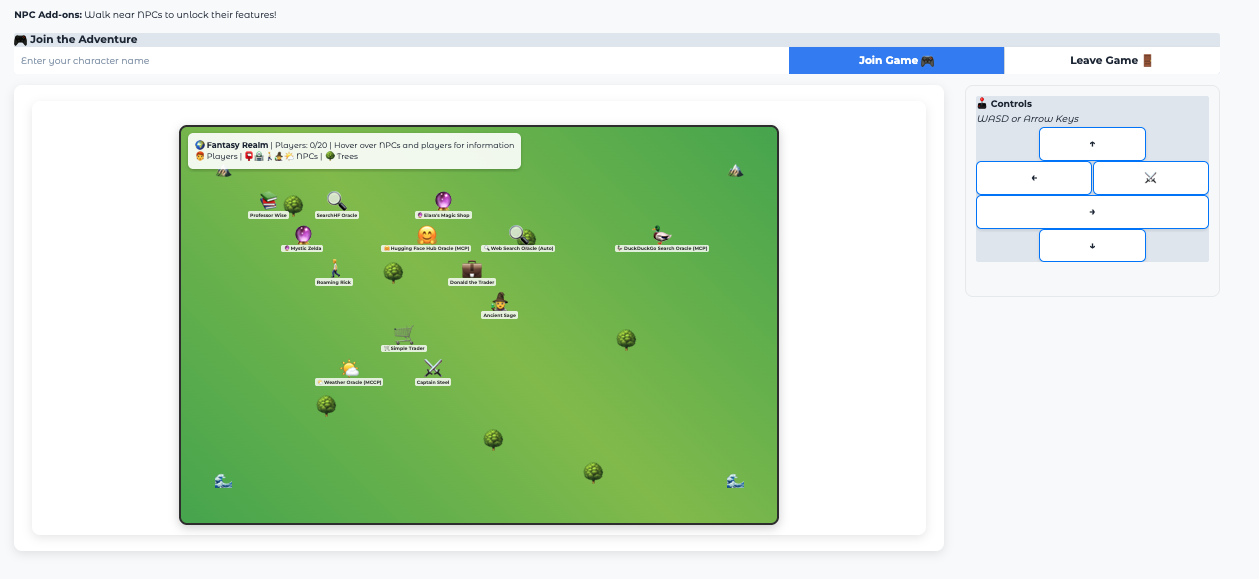 NPC Add-ons: Walk near NPCs to unlock their features!
🎮 Join the Adventure
Enter your character name
Join Game 🎮
Leave Game 🚪
🕹️ Controls
WASD or Arrow Keys
↑
← ⚔️
→
↓
🌍 Fantasy Realm | Players: 0/20 | Hover over NPCs and players for information
Players | NPCs | 🌳 Trees
Professor Wise
SearchHF Oracle
🔮 Elara's Magic Shop
🔮 Mystic Zelda
🤗 Hugging Face Hub Oracle (MCP)
🔍 Web Search Oracle (Auto)
🦆 DuckDuckGo Search Oracle (MCP)
Roaming Rick
Donald the Trader
Ancient Sage
🛒 Simple Trader
🌤️ Weather Oracle (MCCP)
Captain Steel